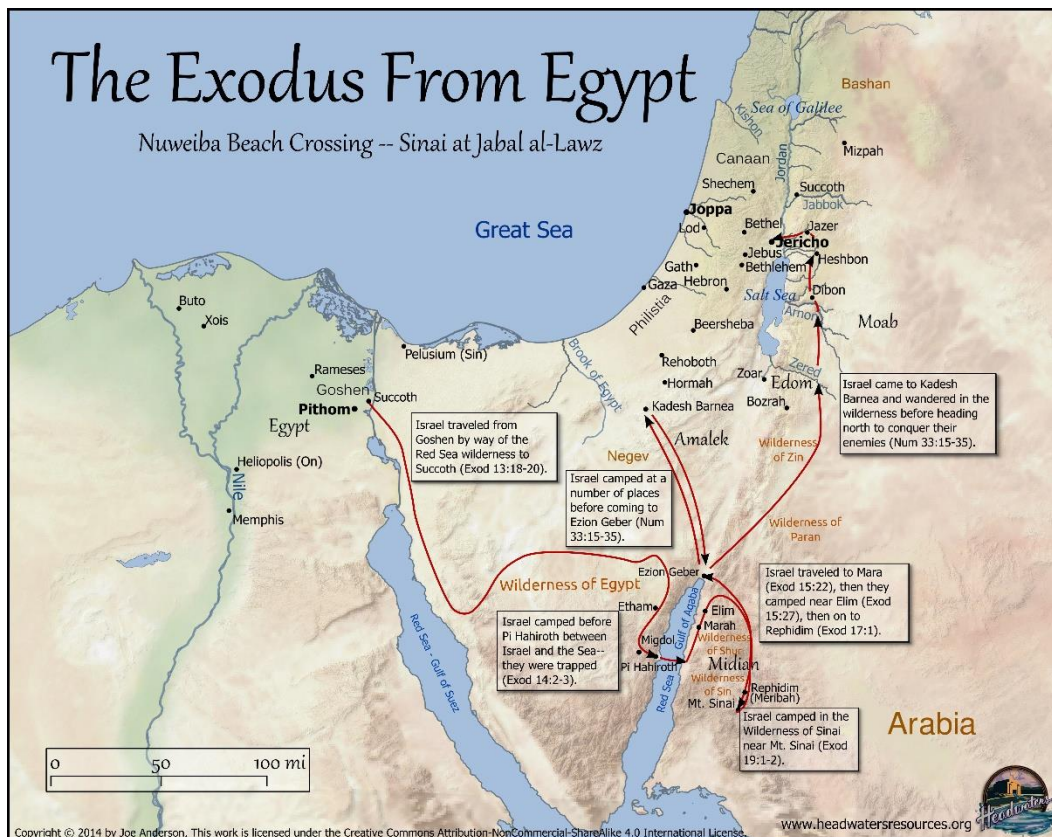 The Exodus From Egypt
Nuweiba Beach Crossing -- Sinai at Jabal al-Lawz
Bashan
Sea of Galilee
Kishon
Mizpah
Canaan
Jordan
Shechem
Succoth
Jabbok
Joppa
Great Sea
Lod
Bethel
Jazer
Jericho
Jebus
Heshbon
Gath
Bethlehem
Gaza
Hebron
Salt Sea
Dibon
Buto
Philistia
Arnon
Moab
Xois
Beersheba
Pelusium (Sin)
Brook of Egypt
Rehoboth
Zered
Rameses
Zoar
Edom
Goshen
Hormah
Bozrah
Succoth
Pithom
Kadesh Barnea
Egypt
Amalek
Israel came to Kadesh
Barnea and wandered in the
wilderness before heading
north to conquer their
enemies (Num 33:15-35).
Israel traveled from
Goshen by way of the
Red Sea wilderness to
Succoth (Exod 13:18-20).
Negev
Wilderness
of Zin
Heliopolis (On)
Nile
Memphis
Israel camped at a
number of places
before coming to
Ezion Geber (Num
33:15-35).
Wilderness of
Paran
Ezion Geber
Wilderness of Egypt
Israel traveled to Mara
(Exod 15:22), then they
camped near Elim (Exod
15:27), then on to
Rephidim (Exod 17:1).
Etham
Elim
Gulf of Aqaba
Marah
Israel camped before
Pi Hahiroth between
Israel and the Sea--
they were trapped
(Exod 14:2-3).
Migdol
Wilderness
of Shur
Pi Hahiroth
Midian
Red Sea - Gulf of Suez
Red Sea
Wilderness
of Sin
Rephidim
(Meribah)
Mt. Sinai
Israel camped in the
Wilderness of Sinai
near Mt. Sinai (Exod
19:1-2).
Arabia
0 50 100 mi
Headwaters
www.headwatersresources.org
Copyright © 2014 by Joe Anderson. This work is licensed under the Creative Commons Attribution-NonCommercial-ShareAlike 4.0 International License.